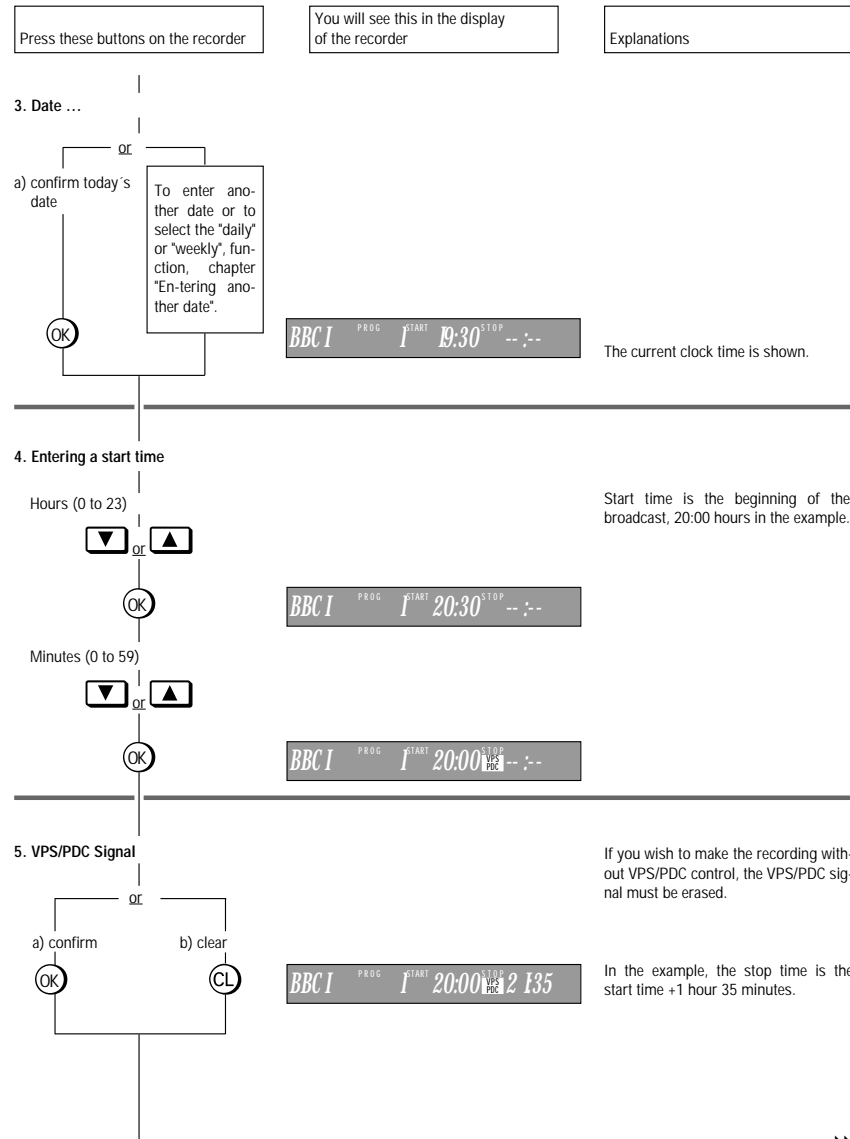 Press these buttons on the recorder
You will see this in the display
of the recorder
Explanations
3. Date …
or
a) confirm today´s
date
To enter ano-
ther date or to
select the "daily"
or "weekly", fun-
ction, chapter
"En-tering ano-
ther date".
OK
BBC I PROG I START 19:30 STOP -- :--
The current clock time is shown.
4. Entering a start time
Hours (0 to 23)
or
Start time is the beginning of the
broadcast, 20:00 hours in the example.
OK
BBC I PROG I START 20:30 STOP -- :--
Minutes (0 to 59)
or
OK
BBC I PROG I START 20:00 STOP VPS PDC -- :--
5. VPS/PDC Signal
If you wish to make the recording with-
out VPS/PDC control, the VPS/PDC sig-
nal must be erased.
or
a) confirm b) clear
OK CL
BBC I PROG I START 20:00 STOP VPS PDC 2 1:35
In the example, the stop time is the
start time +1 hour 35 minutes.